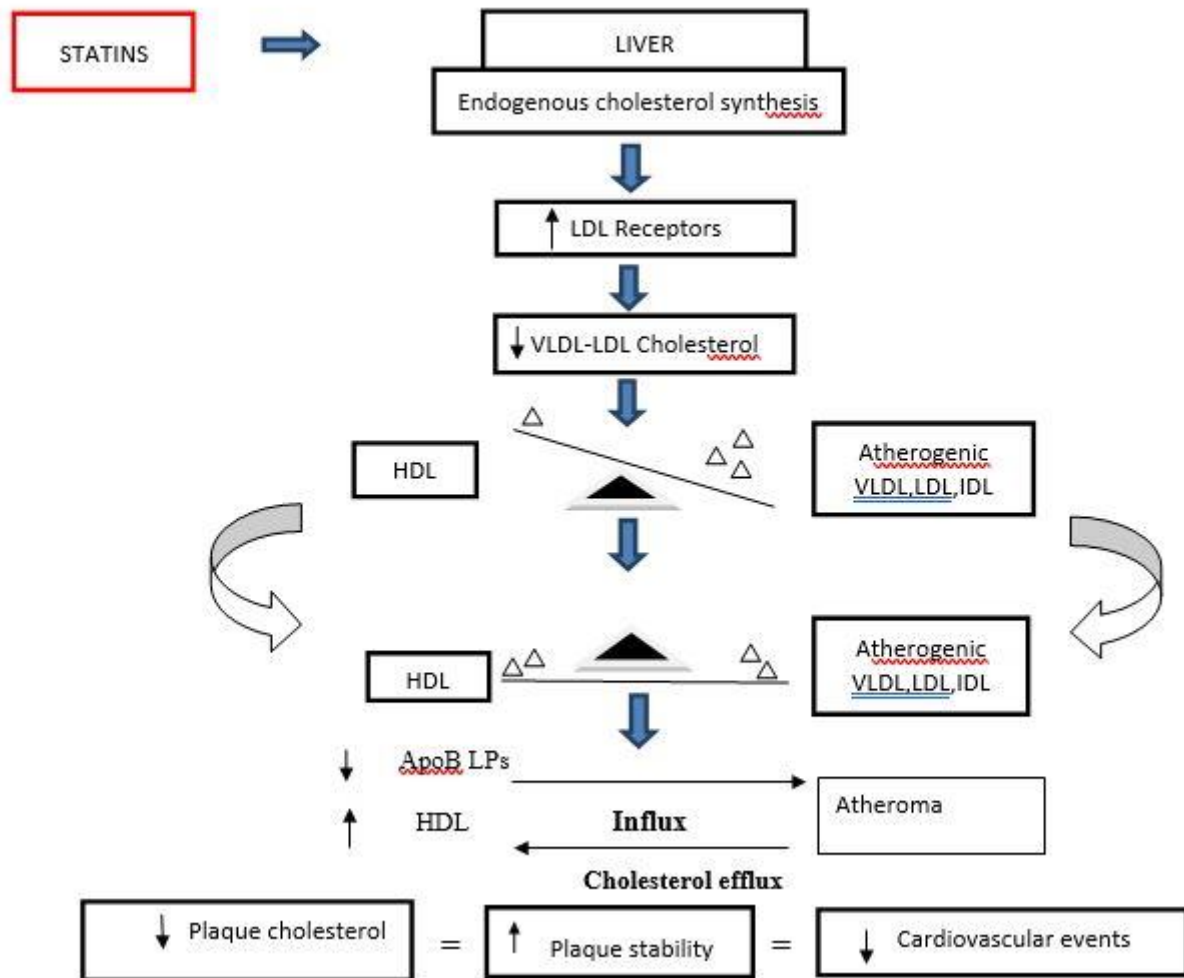 STATINS
LIVER
Endogenous cholesterol synthesis
LDL Receptors
VLDL-LDL Cholesterol
HDL
Atherogenic
VLDL,LDL,IDL
HDL
Atherogenic
VLDL,LDL,IDL
ApoB LPs
HDL
Influx
Atheroma
Cholesterol efflux
Plaque cholesterol = Plaque stability = Cardiovascular events